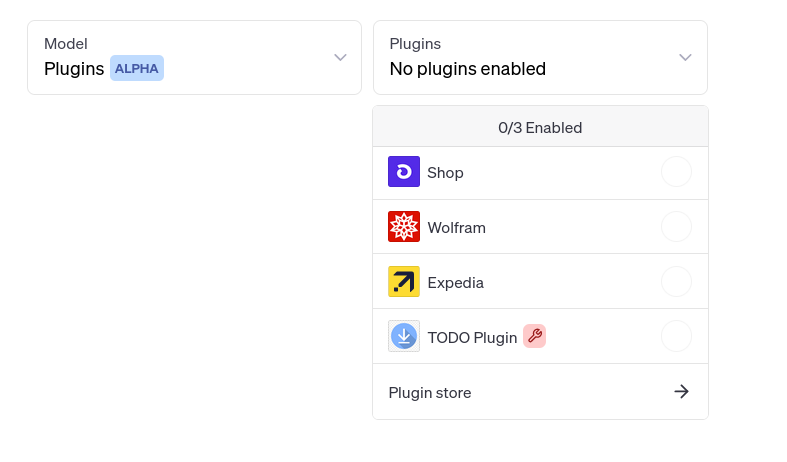 Model
Plugins ALPHA
Plugins
No plugins enabled
0/3 Enabled
Shop
Wolfram
Expedia
TODO Plugin
Plugin store